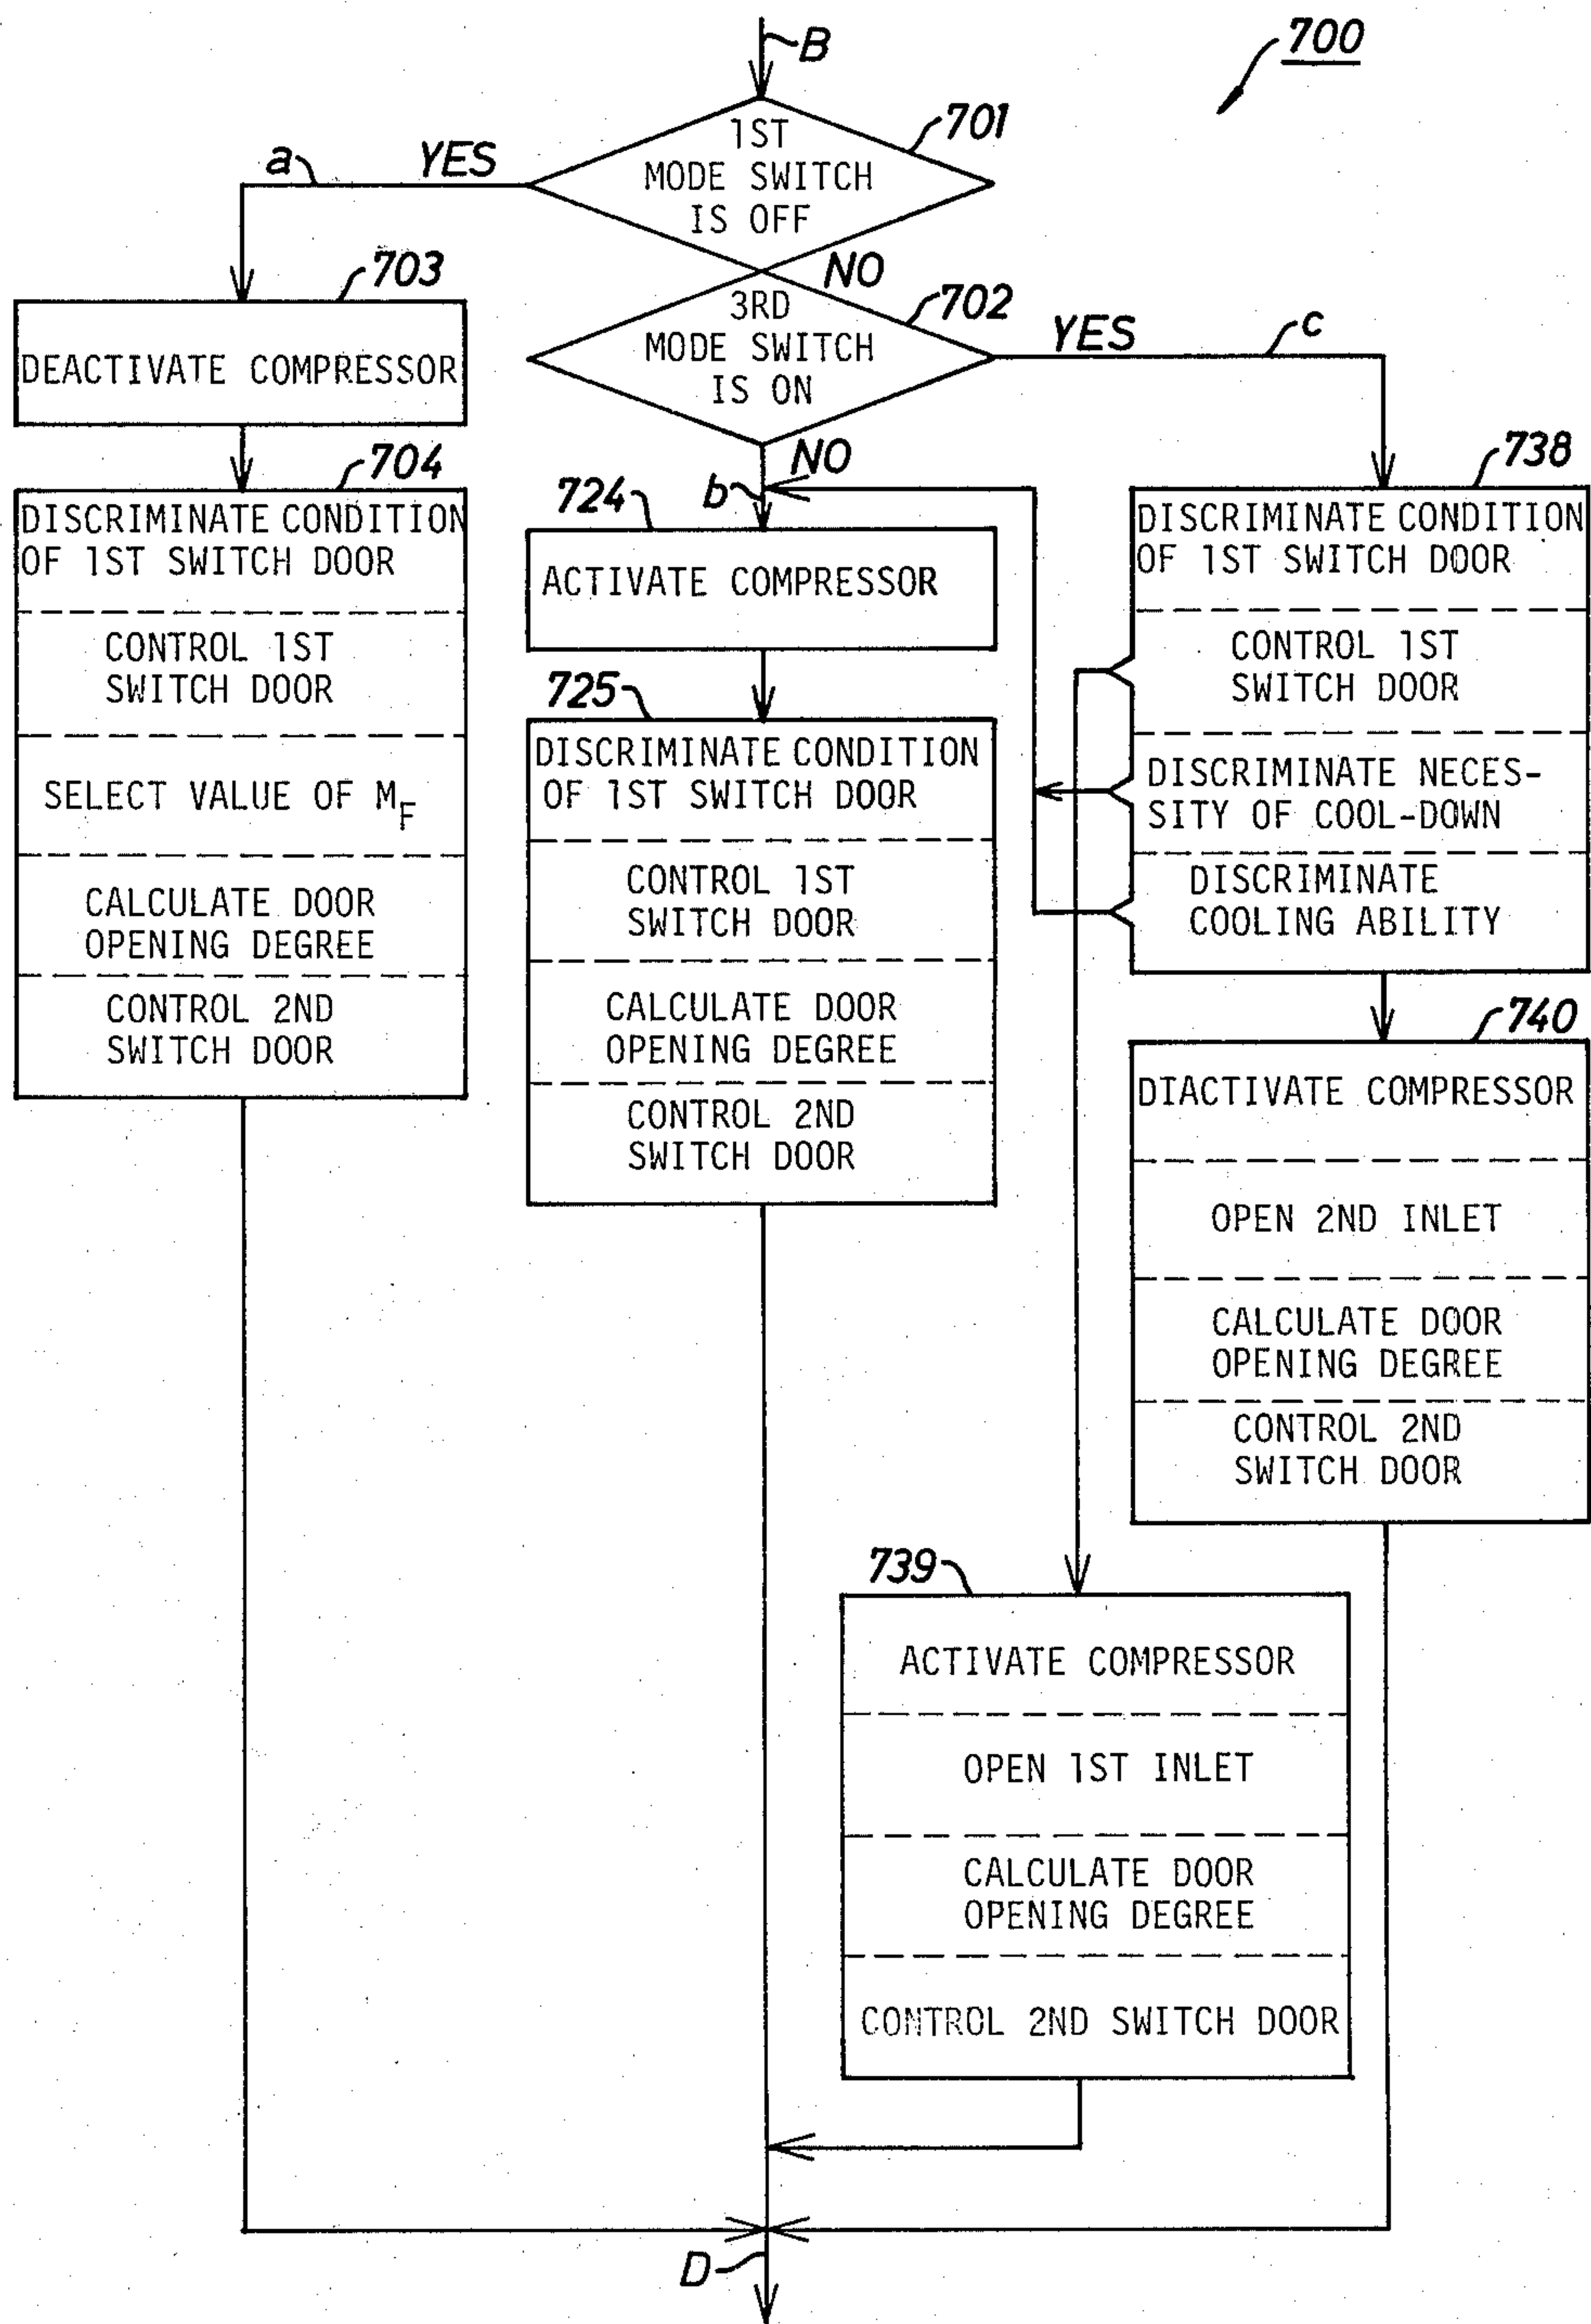 B
700
701
1ST
MODE SWITCH
IS OFF
a
YES
NO
703
DEACTIVATE COMPRESSOR
702
3RD
MODE SWITCH
IS ON
YES
c
NO
b
704
DISCRIMINATE CONDITION
OF 1ST SWITCH DOOR
CONTROL 1ST
SWITCH DOOR
SELECT VALUE OF MF
CALCULATE DOOR
OPENING DEGREE
CONTROL 2ND
SWITCH DOOR
724
ACTIVATE COMPRESSOR
725
DISCRIMINATE CONDITION
OF 1ST SWITCH DOOR
CONTROL 1ST
SWITCH DOOR
CALCULATE DOOR
OPENING DEGREE
CONTROL 2ND
SWITCH DOOR
738
DISCRIMINATE CONDITION
OF 1ST SWITCH DOOR
CONTROL 1ST
SWITCH DOOR
DISCRIMINATE NECES-
SITY OF COOL-DOWN
DISCRIMINATE
COOLING ABILITY
740
DIACTIVATE COMPRESSOR
OPEN 2ND INLET
CALCULATE DOOR
OPENING DEGREE
CONTROL 2ND
SWITCH DOOR
739
ACTIVATE COMPRESSOR
OPEN 1ST INLET
CALCULATE DOOR
OPENING DEGREE
CONTROL 2ND SWITCH DOOR
D